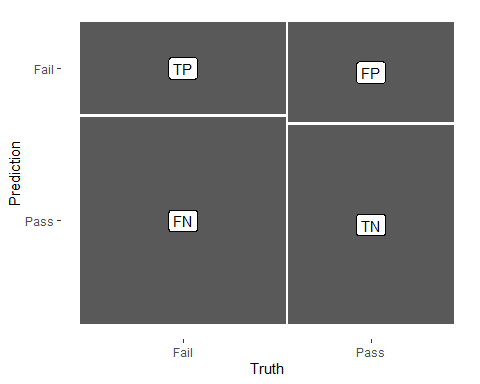 Fail
TP
FP
Prediction
Pass
FN
TN
Fail
Pass
Truth